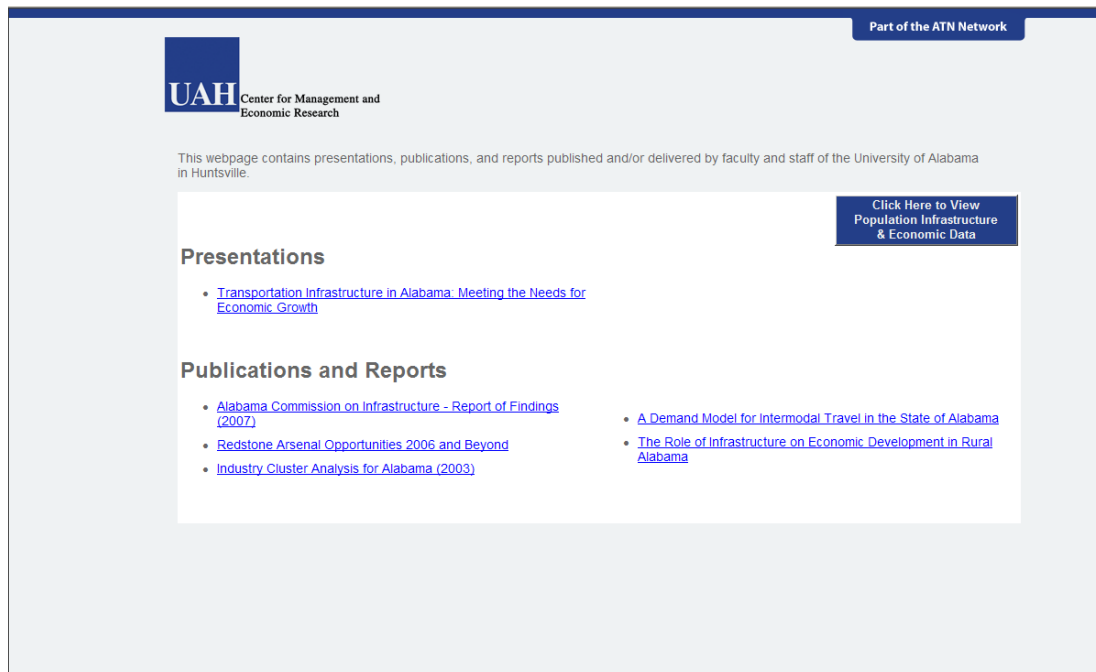 Part of the ATN Network
UAH Center for Management and
Economic Research
This webpage contains presentations, publications, and reports published and/or delivered by faculty and staff of the University of Alabama
in Huntsville.
Click Here to View
Population Infrastructure
& Economic Data
Presentations
Transportation Infrastructure in Alabama: Meeting the Needs for
Economic Growth
Publications and Reports
Alabama Commission on Infrastructure - Report of Findings
(2007)
Redstone Arsenal Opportunities 2006 and Beyond
Industry Cluster Analysis for Alabama (2003)
A Demand Model for Intermodal Travel in the State of Alabama
The Role of Infrastructure on Economic Development in Rural
Alabama